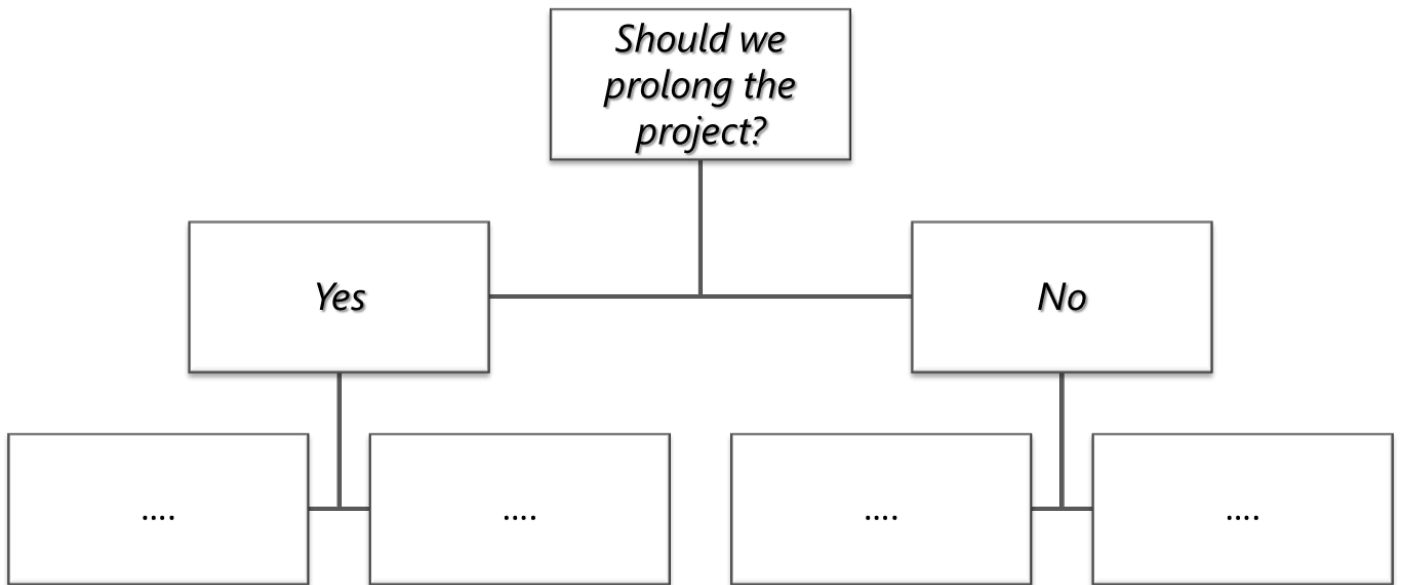 Should we
prolong the
project?
Yes
No
....
....
....
....